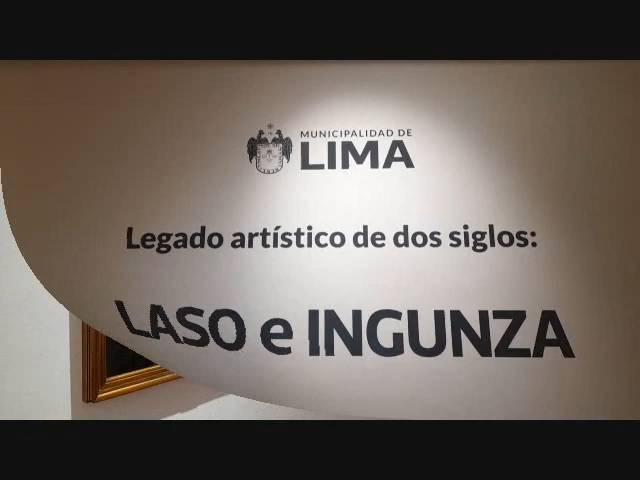 MUNICIPALIDAD DE
LIMA
Legado artístico de dos siglos:
LASO e INGUNZA